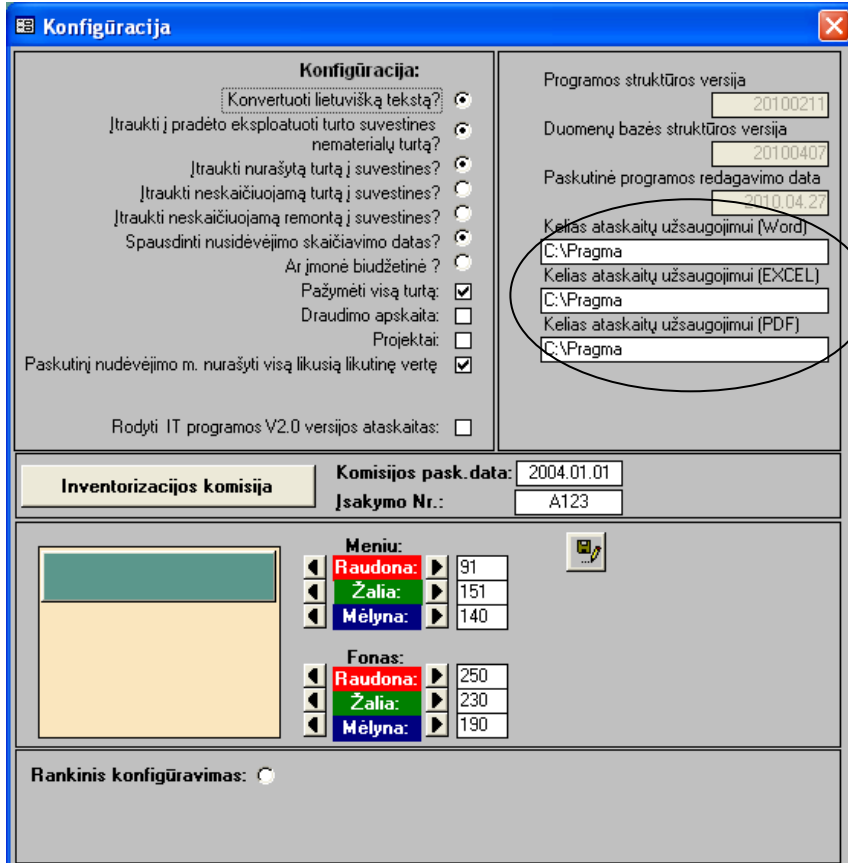 Konfigūracija
Konfigūracija:
Konvertuoti lietuvišką tekstą?
Įtraukti į pradėto eksploatuoti turto suvestines
nematerialų turtą?
Įtraukti nurašytą turtą į suvestines?
Įtraukti neskaičiuojamą turtą į suvestines?
Įtraukti neskaičiuojamą remontą į suvestines?
Spausdinti nusidėvėjimo skaičiavimo datas?
Ar įmonė biudžetinė ?
Pažymėti visą turtą:
Draudimo apskaita:
Projektai:
Paskutinį nudėvėjimo m. nurašyti visą likusią likutinę vertę
Rodyti IT programos V2.0 versijos ataskaitas:
Programos struktūros versija
20100211
Duomenų bazės struktūros versija
20100407
Paskutinė programos redagavimo data
2010.04.27
Kelias ataskaitų užsaugojimui (Word)
C:\Pragma
Kelias ataskaitų užsaugojimui (EXCEL)
C:\Pragma
Kelias ataskaitų užsaugojimui (PDF)
C:\Pragma
Inventorizacijos komisija
Komisijos pask.data: 2004.01.01
Įsakymo Nr.: A123
Meniu:
Raudona: 91
Žalia: 151
Mėlyna: 140
Fonas:
Raudona: 250
Žalia: 230
Mėlyna: 190
Rankinis konfigūravimas: